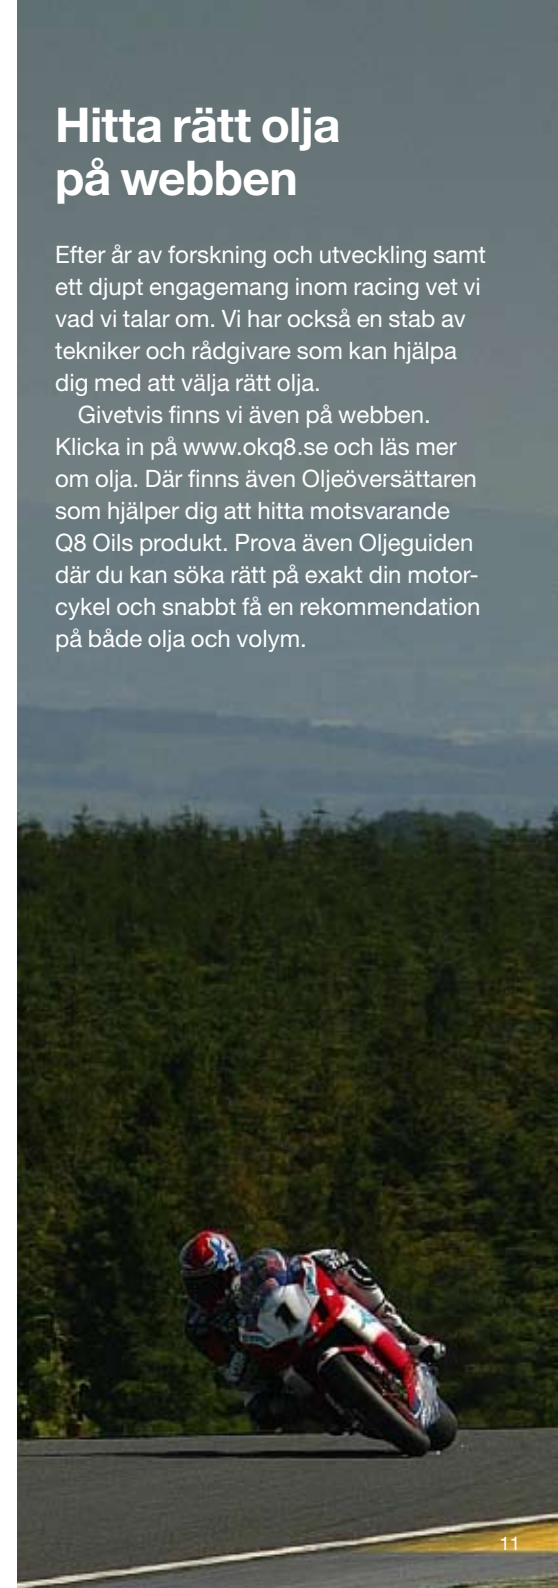 Hitta rätt olja
på webben
Efter år av forskning och utveckling samt
ett djupt engagemang inom racing vet vi
vad vi talar om. Vi har också en stab av
tekniker och rådgivare som kan hjälpa
dig med att välja rätt olja.
Givetvis finns vi även på webben.
Klicka in på www.okq8.se och läs mer
om olja. Där finns även Oljeöversättaren
som hjälper dig att hitta motsvarande
Q8 Oils produkt. Prova även Oljeguiden
där du kan söka rätt på exakt din motor-
cykel och snabbt få en rekommendation
på både olja och volym.
1
11